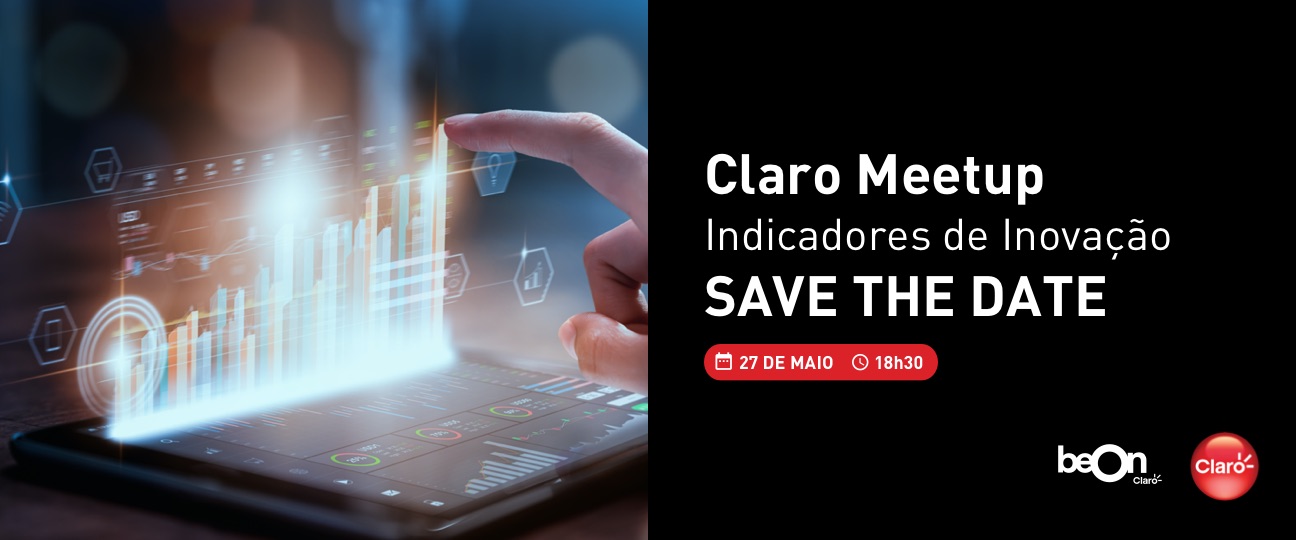 Claro Meetup
Indicadores de Inovação
SAVE THE DATE
27 DE MAIO 18h30
beOn
Claro
Claro